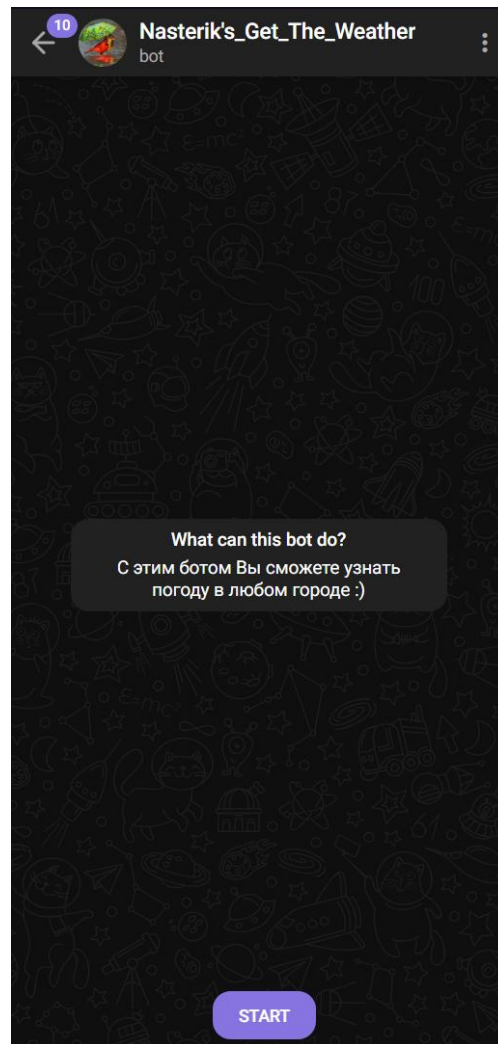 10
Nasterik's_Get_The_Weather
bot
What can this bot do?
С этим ботом Вы сможете узнать
погоду в любом городе :)
START